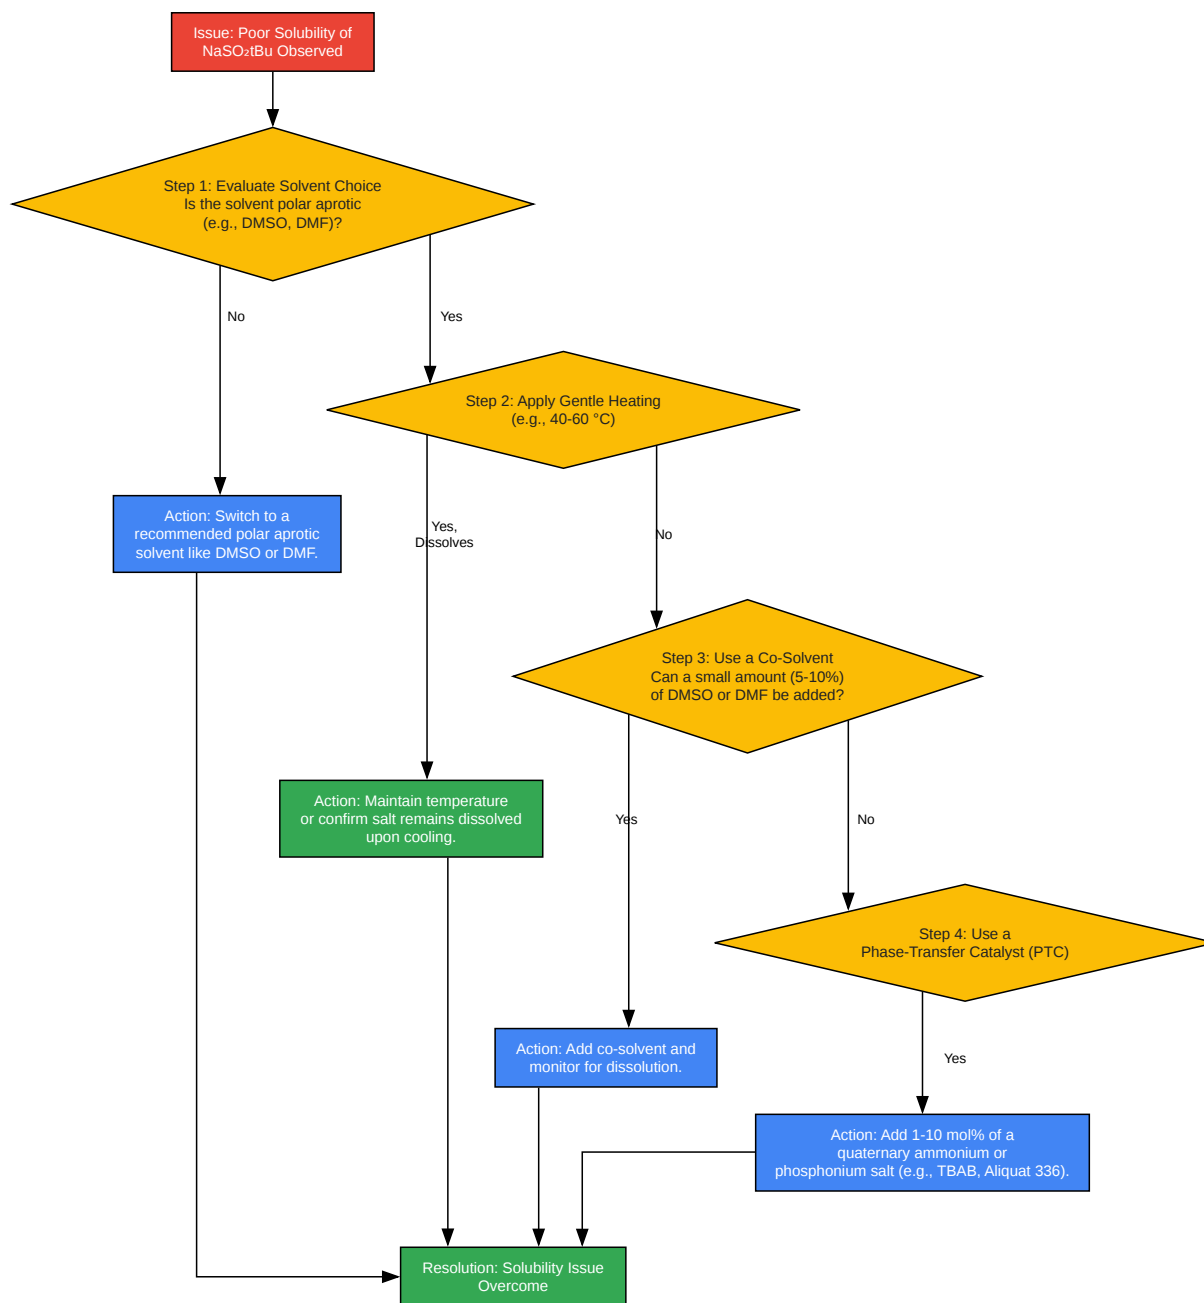 Issue: Poor Solubility of
NaSO₂tBu Observed
Step 1: Evaluate Solvent Choice
Is the solvent polar aprotic
(e.g., DMSO, DMF)?
No
Yes
Step 2: Apply Gentle Heating
(e.g., 40-60 °C)
Action: Switch to a
recommended polar aprotic
solvent like DMSO or DMF.
Yes,
Dissolves
No
Step 3: Use a Co-Solvent
Can a small amount (5-10%)
of DMSO or DMF be added?
Action: Maintain temperature
or confirm salt remains dissolved
upon cooling.
Yes
No
Step 4: Use a
Phase-Transfer Catalyst (PTC)
Action: Add co-solvent and
monitor for dissolution.
Yes
Action: Add 1-10 mol% of a
quaternary ammonium or
phosphonium salt (e.g., TBAB, Aliquat 336).
Resolution: Solubility Issue
Overcome